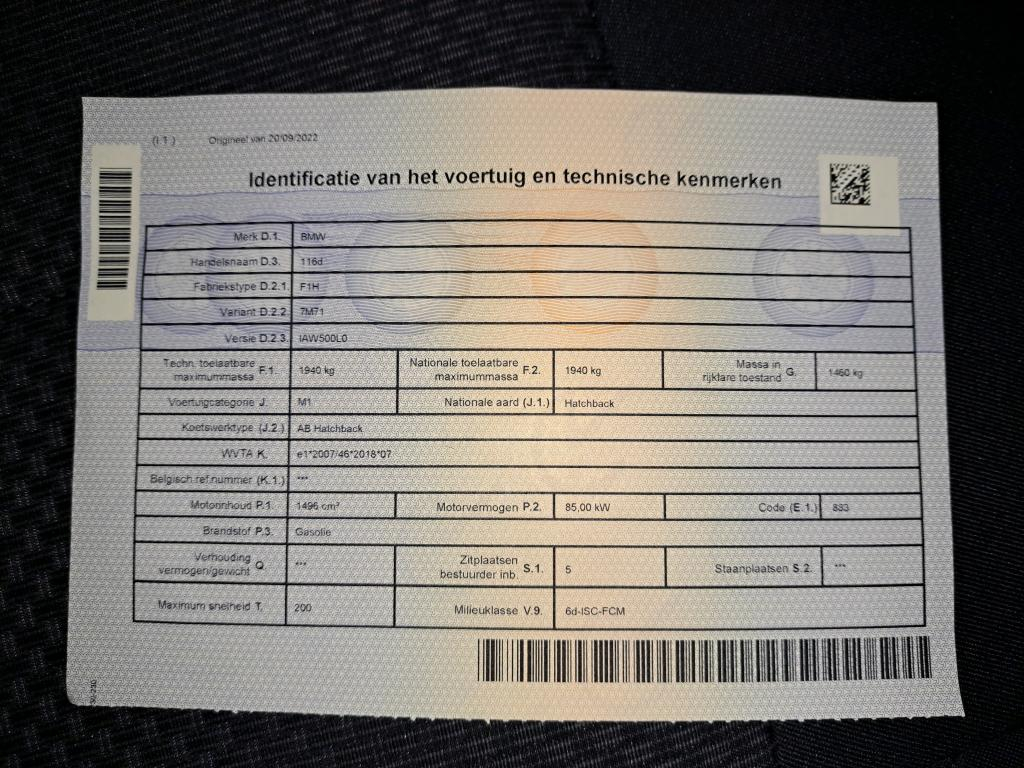 (I.1.) Origineel van 20/09/2022
Identificatie van het voertuig en technische kenmerken
Merk D.1. BMW
Handelsnaam D.3. 116d
Fabriekstype D.2.1. F1H
Variant D.2.2. 7M71
Versie D.2.3. IAW500L0
Techn. toelaatbare maximummassa F.1. 1940 kg Nationale toelaatbare maximummassa F.2. 1940 kg Massa in rijklare toestand G. 1460 kg
Voertuigcategorie J. M1 Nationale aard (J.1.) Hatchback
Koetswerktype (J.2.) AB Hatchback
WVTA K. e1*2007/46*2018*07
Belgisch ref.nummer (K.1.) ***
Motorinhoud P.1. 1496 cm³ Motorvermogen P.2. 85,00 kW Code (E.1.) 883
Brandstof P.3. Gasolie
Verhouding vermogen/gewicht Q. *** Zitplaatsen bestuurder inb. S.1. 5 Staanplaatsen S.2. ***
Maximum snelheid T. 200 Milieuklasse V.9. 6d-ISC-FCM